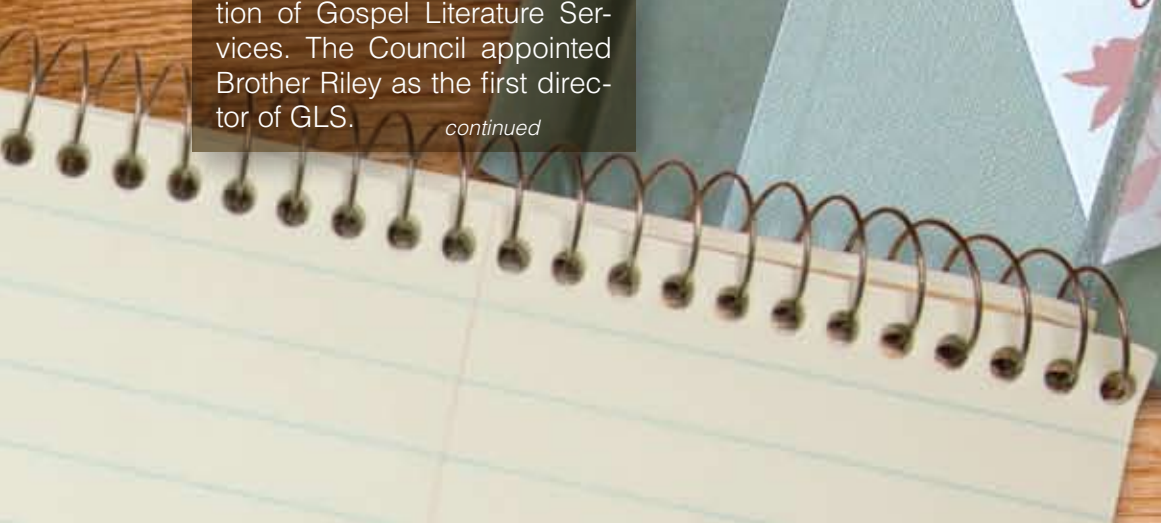 tion of Gospel Literature Ser-
vices. The Council appointed
Brother Riley as the first direc-
tor of GLS.
continued